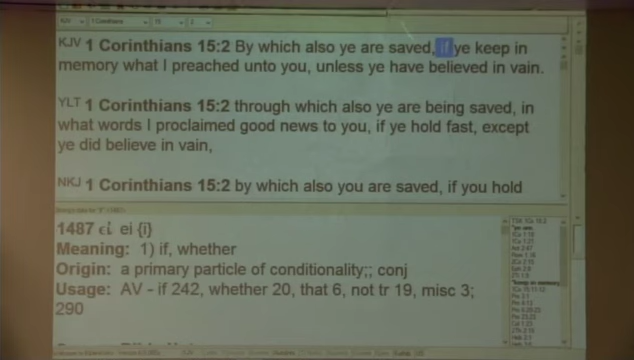 KJV 1 Corinthians 15 2
KJV 1 Corinthians 15:2 By which also ye are saved, if ye keep in
memory what I preached unto you, unless ye have believed in vain.
YLT 1 Corinthians 15:2 through which also ye are being saved, in
what words I proclaimed good news to you, if ye hold fast, except
ye did believe in vain,
NKJ 1 Corinthians 15:2 by which also you are saved, if you hold
1487 εἰ ei {i}
Meaning: 1) if, whether
Origin: a primary particle of conditionality;; conj
Usage: AV - if 242, whether 20, that 6, not tr 19, misc 3;
290